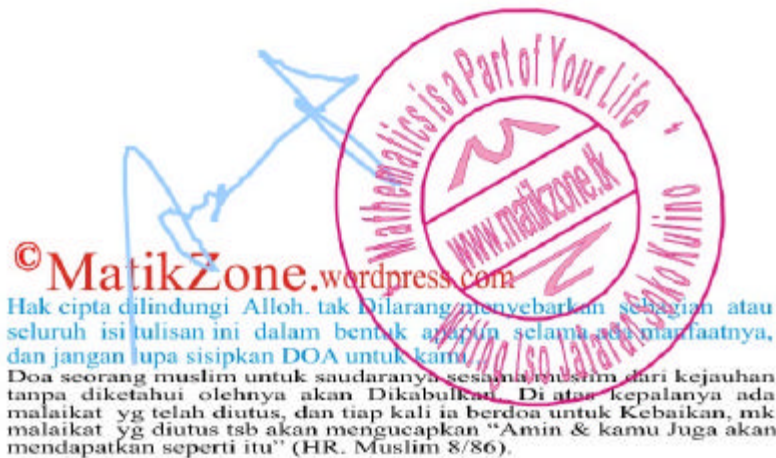 Mathematics is a Part of Your Life
www.matikzone.tk
Iso Jalaran Sako Kulino
©MatikZone.wordpress.com
Hak cipta dilindungi Alloh. tak Dilarang menyebarkan sebagian atau
seluruh isi tulisan ini dalam bentuk apapun selama ada manfaatnya,
dan jangan lupa sisipkan DOA untuk kami.
Doa seorang muslim untuk saudaranya sesama muslim dari kejauhan
tanpa diketahui olehnya akan Dikabulkan. Di atas kepalanya ada
malaikat yg telah diutus, dan tiap kali ia berdoa untuk Kebaikan, mk
malaikat yg diutus tsb akan mengucapkan “Amin & kamu Juga akan
mendapatkan seperti itu” (HR. Muslim 8/86).